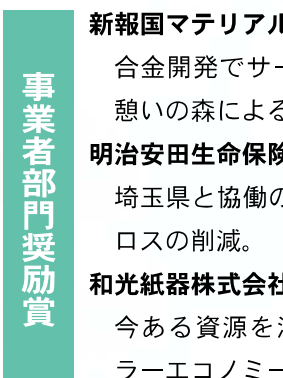 事業者部門奨励賞
新報国マテリアル
合金開発でサー
憩いの森による
明治安田生命保険
埼玉県と協働の
ロスの削減。
和光紙器株式会社
今ある資源を活
ラーエコノミー